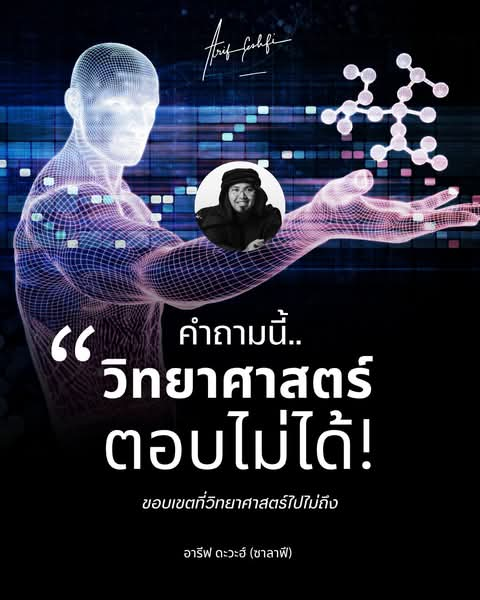 Arif
“
คำถามนี้..
วิทยาศาสตร์
ตอบไม่ได้!
ขอบเขตที่วิทยาศาสตร์ไปไม่ถึง
อารีฟ ดะวะฮ์ (ซาลาฟี)